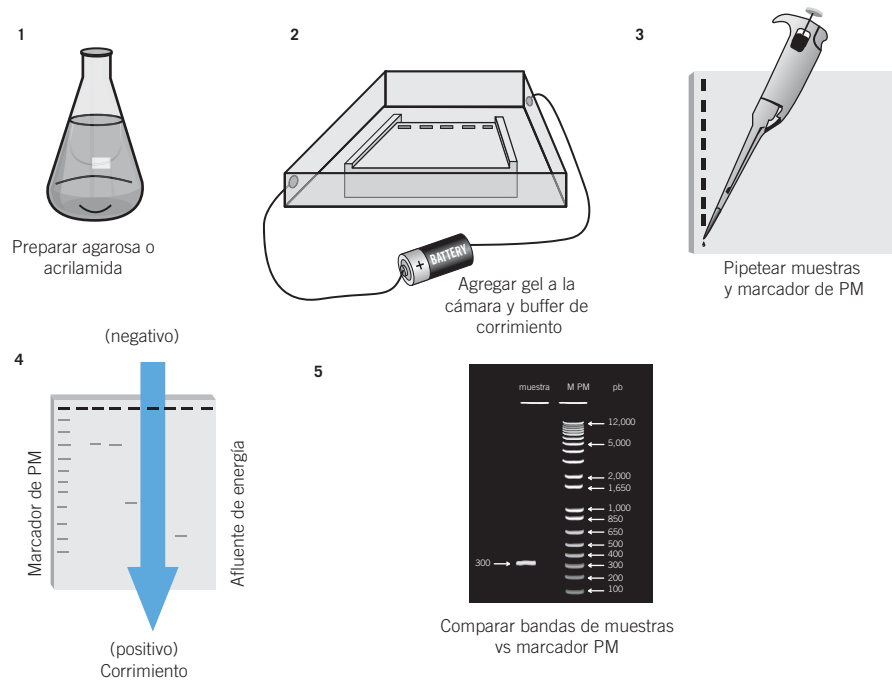 1
Preparar agarosa o
acrilamida
2
+ BATTERY
Agregar gel a la
cámara y buffer de
corrimiento
3
Pipetear muestras
y marcador de PM
4
(negativo)
Marcador de PM
Afluente de energía
(positivo)
Corrimiento
5
muestra M PM pb
12,000
5,000
2,000
1,650
1,000
850
650
500
400
300 300
200
100
Comparar bandas de muestras
vs marcador PM